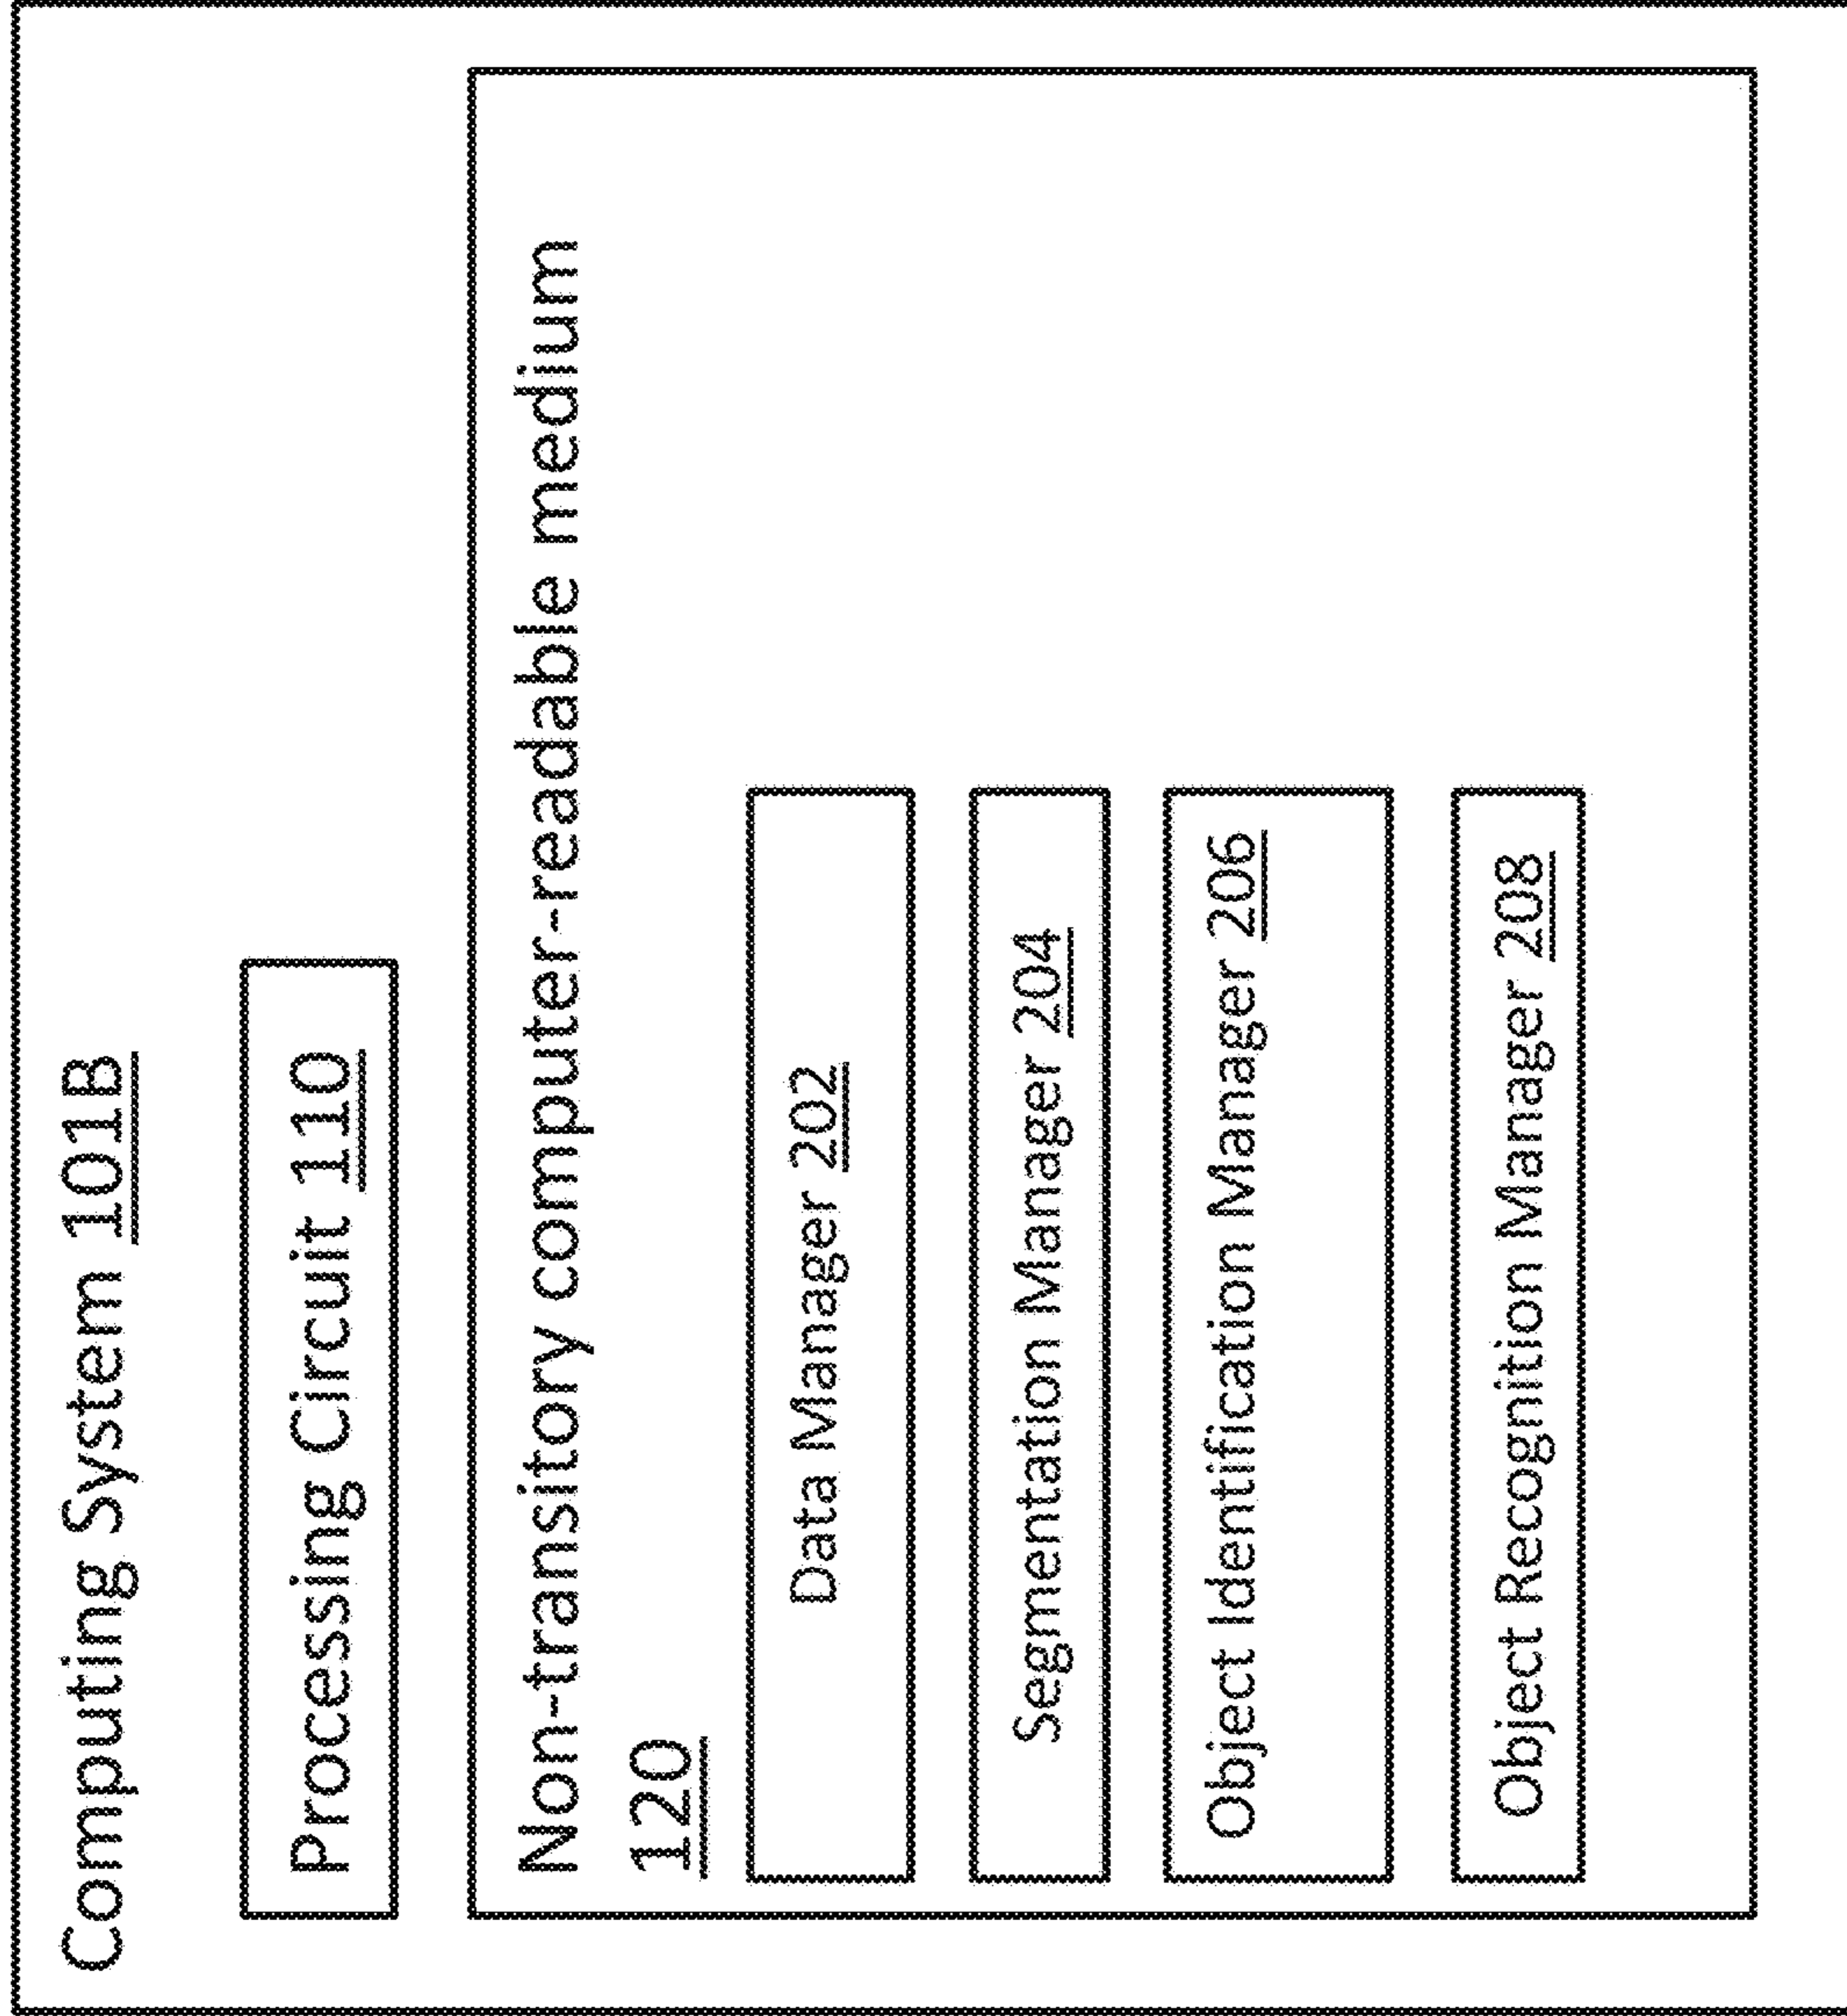 Computing System 101B
Processing Circuit 110
Non-transitory computer-readable medium
120
Data Manager 202
Segmentation Manager 204
Object Identification Manager 206
Object Recognition Manager 208